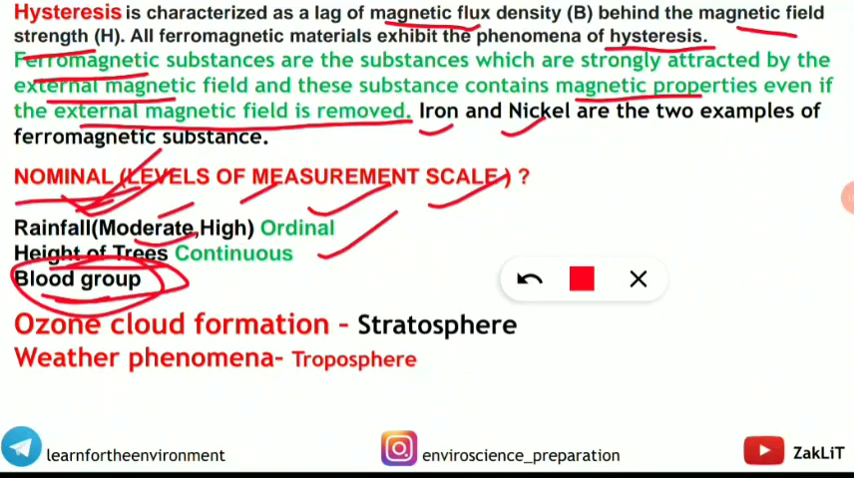 Hysteresis is characterized as a lag of magnetic flux density (B) behind the magnetic field
strength (H). All ferromagnetic materials exhibit the phenomena of hysteresis.
Ferromagnetic substances are the substances which are strongly attracted by the
external magnetic field and these substance contains magnetic properties even if
the external magnetic field is removed. Iron and Nickel are the two examples of
ferromagnetic substance.
NOMINAL (LEVELS OF MEASUREMENT SCALE ) ?
Rainfall(Moderate,High) Ordinal
Height of Trees Continuous
Blood group
Ozone cloud formation - Stratosphere
Weather phenomena- Troposphere
learnfortheenvironment
enviroscience_preparation
ZakLiT